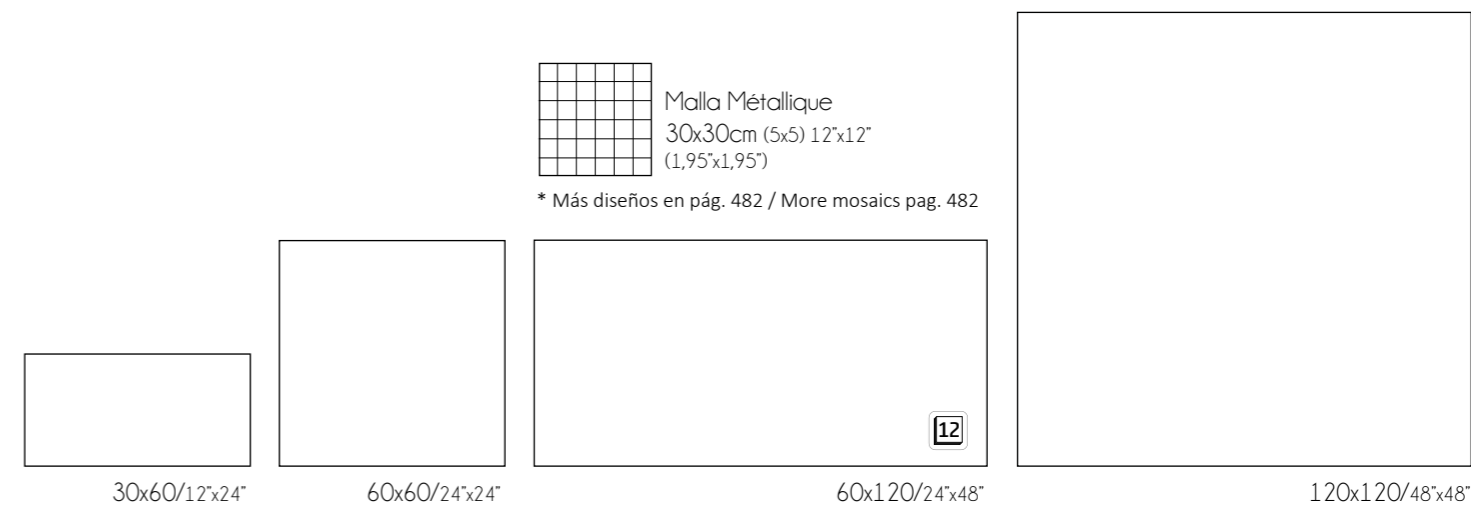 Malla Métallique
30x30cm (5x5) 12"x12"
(1,95"x1,95")
* Más diseños en pág. 482 / More mosaics pag. 482
12
30x60/12"x24"
60x60/24"x24"
60x120/24"x48"
120x120/48"x48"